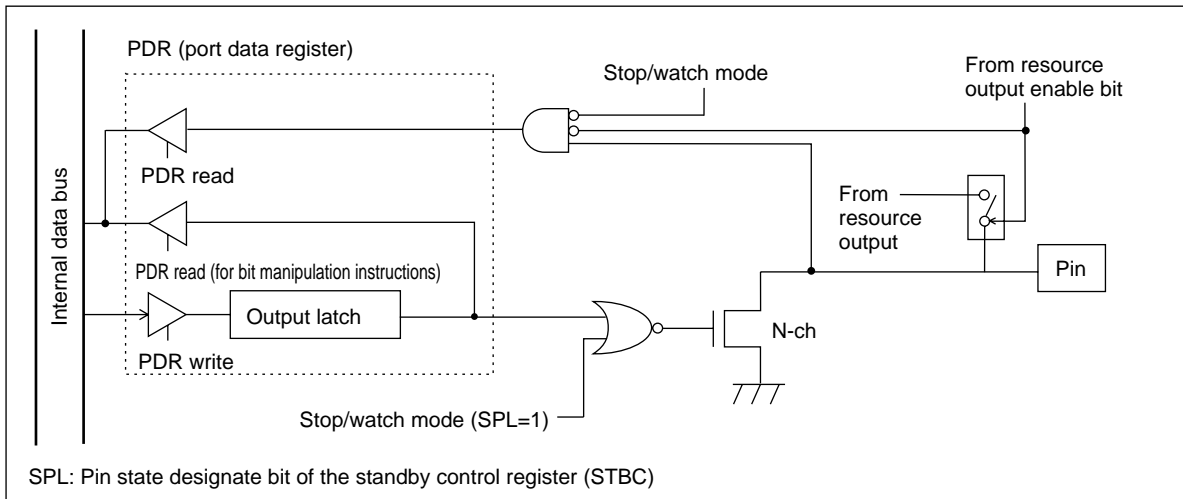 PDR (port data register)
Stop/watch mode
From resource
output enable bit
PDR read
From
resource
output
Internal data bus
PDR read (for bit manipulation instructions)
Pin
Output latch
N-ch
PDR write
Stop/watch mode (SPL=1)
SPL: Pin state designate bit of the standby control register (STBC)